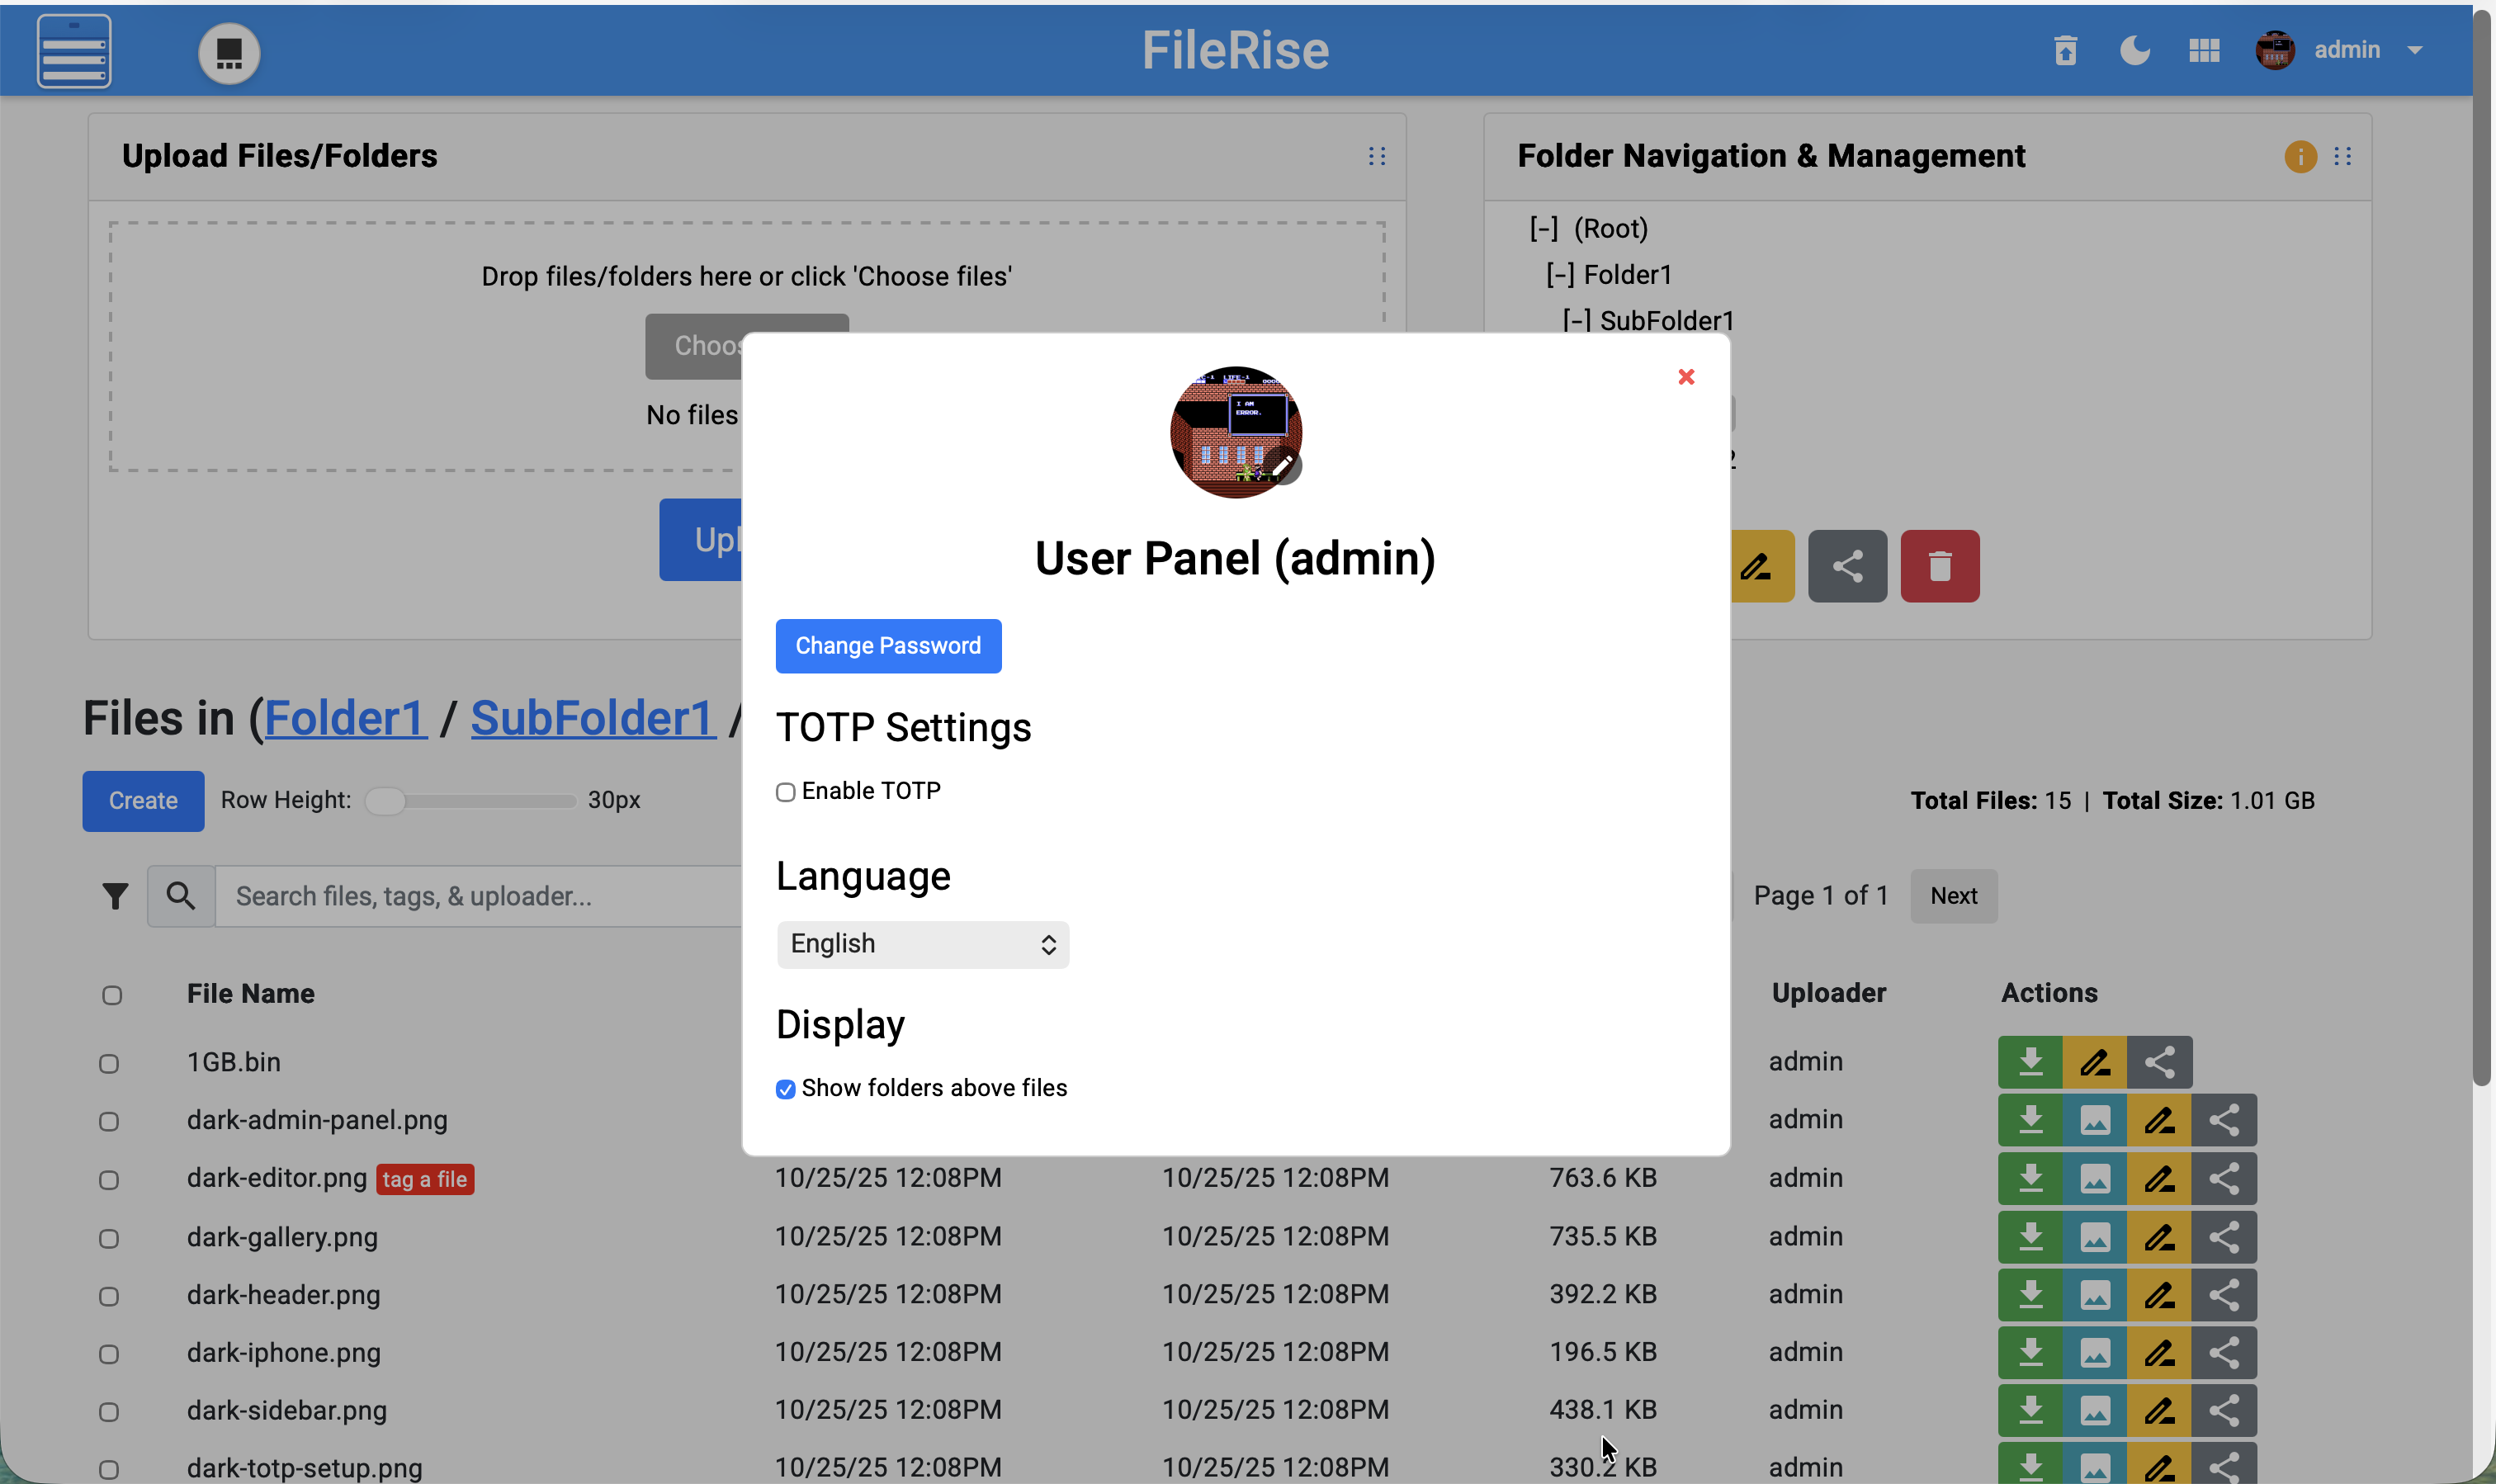 FileRise
admin
Upload Files/Folders
Folder Navigation & Management
Drop files/folders here or click 'Choose files'
[-] (Root)
[-] Folder1
[-] SubFolder1
No files
I AM
ERROR.
User Panel (admin)
Change Password
TOTP Settings
Enable TOTP
Language
English
Display
Show folders above files
Files in (Folder1 / SubFolder1 /
Create Row Height: 30px
Total Files: 15 | Total Size: 1.01 GB
Search files, tags, & uploader...
Page 1 of 1 Next
File Name Uploader Actions
1GB.bin admin
dark-admin-panel.png admin
dark-editor.png tag a file 10/25/25 12:08PM 10/25/25 12:08PM 763.6 KB admin
dark-gallery.png 10/25/25 12:08PM 10/25/25 12:08PM 735.5 KB admin
dark-header.png 10/25/25 12:08PM 10/25/25 12:08PM 392.2 KB admin
dark-iphone.png 10/25/25 12:08PM 10/25/25 12:08PM 196.5 KB admin
dark-sidebar.png 10/25/25 12:08PM 10/25/25 12:08PM 438.1 KB admin
dark-totp-setup.png 10/25/25 12:08PM 10/25/25 12:08PM 330.2 KB admin